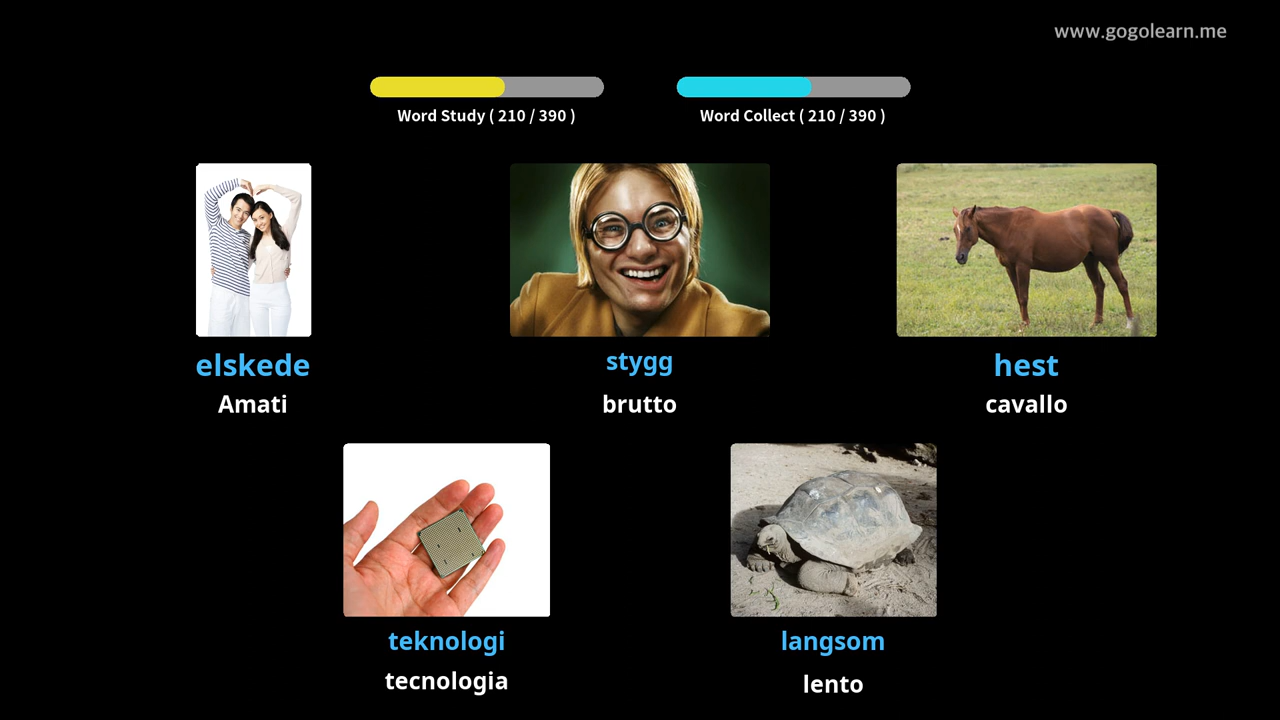 www.gogolearn.me
Word Study ( 210 / 390 )
Word Collect ( 210 / 390 )
elskede
Amati
stygg
brutto
hest
cavallo
teknologi
tecnologia
langsom
lento